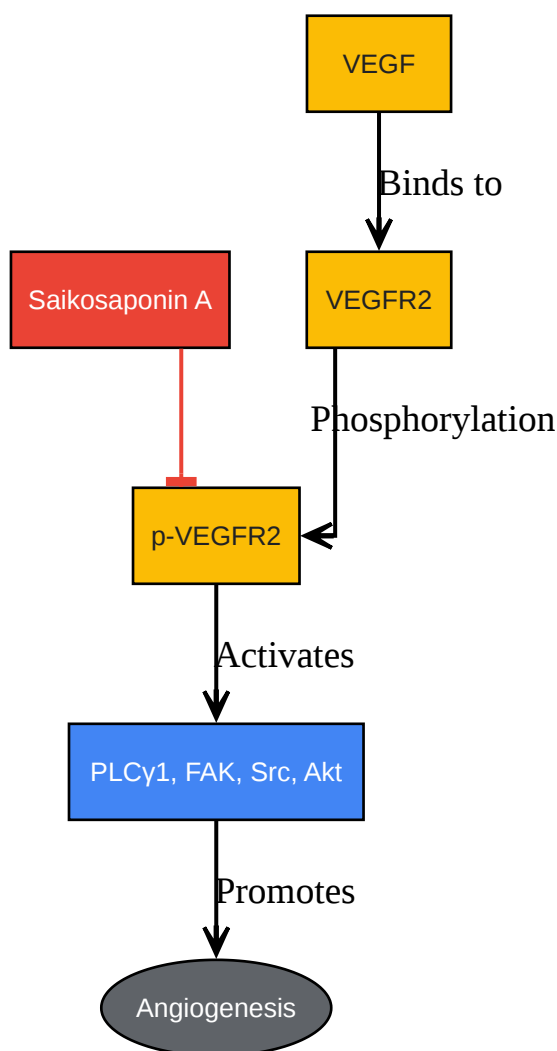 VEGF
Binds to
Saikosaponin A
VEGFR2
Phosphorylation
p-VEGFR2
Activates
PLCγ1, FAK, Src, Akt
Promotes
Angiogenesis